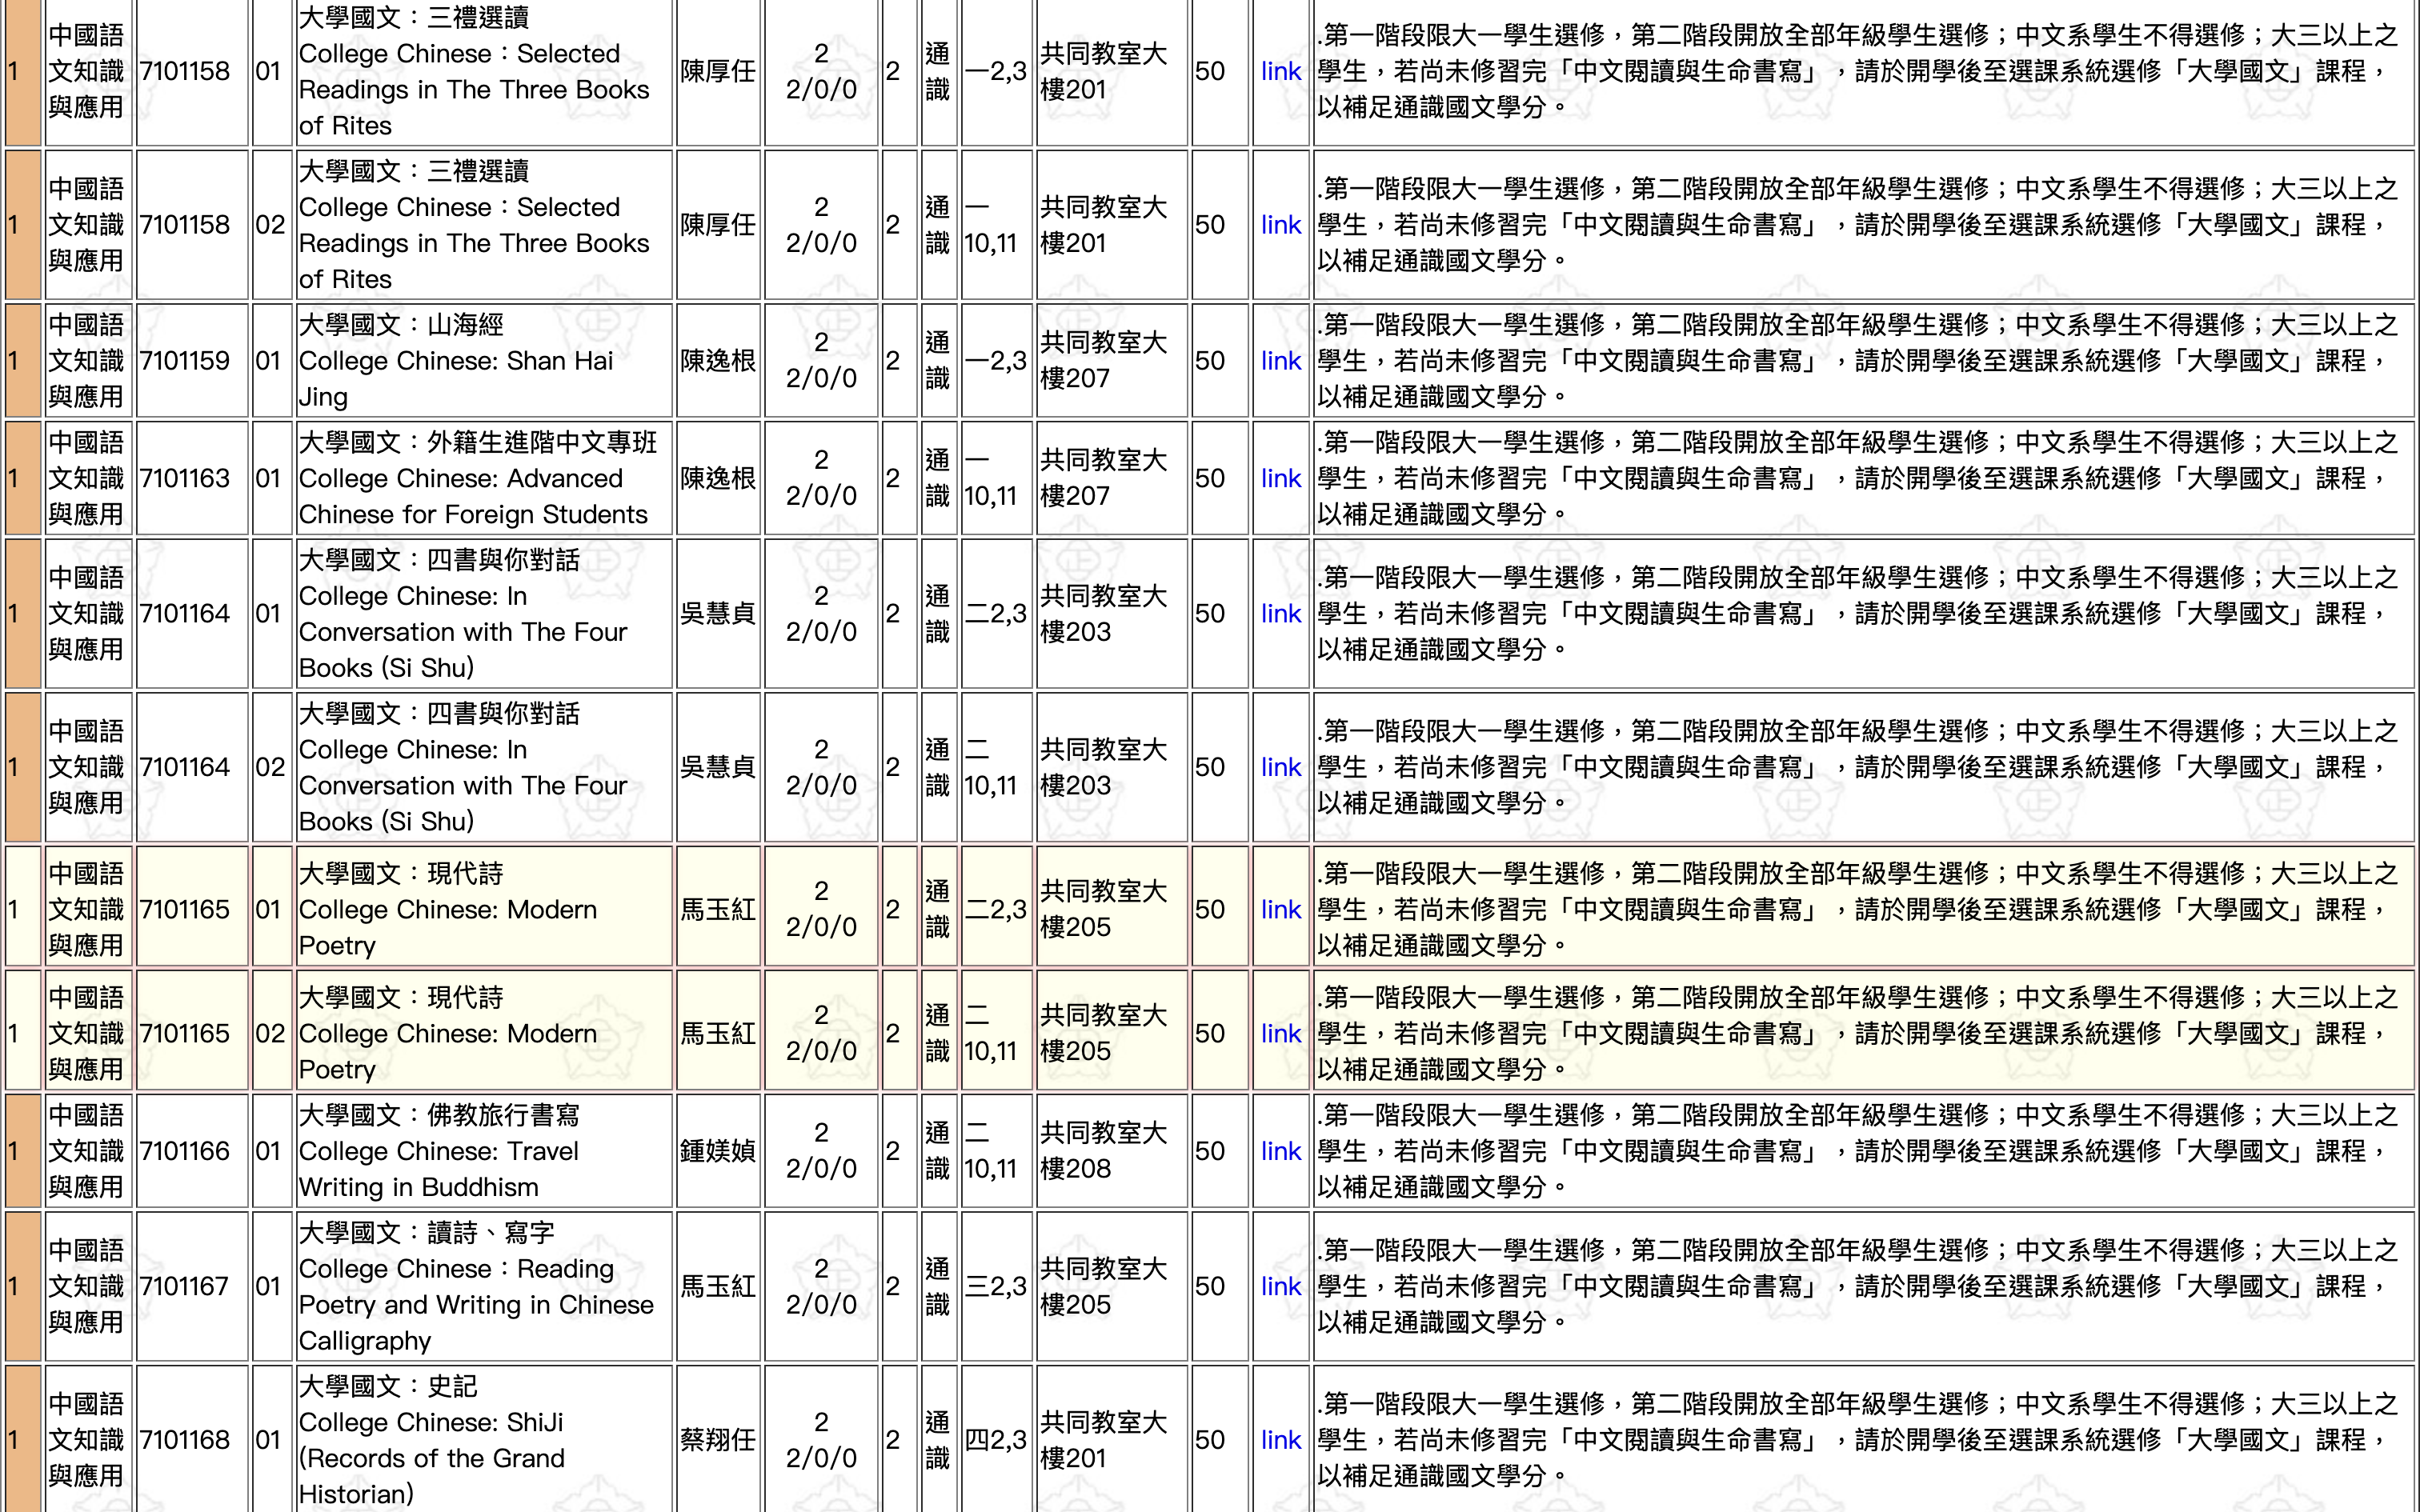 1 中國語文知識與應用 7101158 01 大學國文：三禮選讀 College Chinese：Selected Readings in The Three Books of Rites 陳厚任 2 2/0/0 2 通識 一2,3 共同教室大樓201 50 link .第一階段限大一學生選修，第二階段開放全部年級學生選修；中文系學生不得選修；大三以上之學生，若尚未修習完「中文閱讀與生命書寫」，請於開學後至選課系統選修「大學國文」課程，以補足通識國文學分。
1 中國語文知識與應用 7101158 02 大學國文：三禮選讀 College Chinese：Selected Readings in The Three Books of Rites 陳厚任 2 2/0/0 2 通識 一10,11 共同教室大樓201 50 link .第一階段限大一學生選修，第二階段開放全部年級學生選修；中文系學生不得選修；大三以上之學生，若尚未修習完「中文閱讀與生命書寫」，請於開學後至選課系統選修「大學國文」課程，以補足通識國文學分。
1 中國語文知識與應用 7101159 01 大學國文：山海經 College Chinese: Shan Hai Jing 陳逸根 2 2/0/0 2 通識 一2,3 共同教室大樓207 50 link .第一階段限大一學生選修，第二階段開放全部年級學生選修；中文系學生不得選修；大三以上之學生，若尚未修習完「中文閱讀與生命書寫」，請於開學後至選課系統選修「大學國文」課程，以補足通識國文學分。
1 中國語文知識與應用 7101163 01 大學國文：外籍生進階中文專班 College Chinese: Advanced Chinese for Foreign Students 陳逸根 2 2/0/0 2 通識 一10,11 共同教室大樓207 50 link .第一階段限大一學生選修，第二階段開放全部年級學生選修；中文系學生不得選修；大三以上之學生，若尚未修習完「中文閱讀與生命書寫」，請於開學後至選課系統選修「大學國文」課程，以補足通識國文學分。
1 中國語文知識與應用 7101164 01 大學國文：四書與你對話 College Chinese: In Conversation with The Four Books (Si Shu) 吳慧貞 2 2/0/0 2 通識 二2,3 共同教室大樓203 50 link .第一階段限大一學生選修，第二階段開放全部年級學生選修；中文系學生不得選修；大三以上之學生，若尚未修習完「中文閱讀與生命書寫」，請於開學後至選課系統選修「大學國文」課程，以補足通識國文學分。
1 中國語文知識與應用 7101164 02 大學國文：四書與你對話 College Chinese: In Conversation with The Four Books (Si Shu) 吳慧貞 2 2/0/0 2 通識 二10,11 共同教室大樓203 50 link .第一階段限大一學生選修，第二階段開放全部年級學生選修；中文系學生不得選修；大三以上之學生，若尚未修習完「中文閱讀與生命書寫」，請於開學後至選課系統選修「大學國文」課程，以補足通識國文學分。
1 中國語文知識與應用 7101165 01 大學國文：現代詩 College Chinese: Modern Poetry 馬玉紅 2 2/0/0 2 通識 二2,3 共同教室大樓205 50 link .第一階段限大一學生選修，第二階段開放全部年級學生選修；中文系學生不得選修；大三以上之學生，若尚未修習完「中文閱讀與生命書寫」，請於開學後至選課系統選修「大學國文」課程，以補足通識國文學分。
1 中國語文知識與應用 7101165 02 大學國文：現代詩 College Chinese: Modern Poetry 馬玉紅 2 2/0/0 2 通識 二10,11 共同教室大樓205 50 link .第一階段限大一學生選修，第二階段開放全部年級學生選修；中文系學生不得選修；大三以上之學生，若尚未修習完「中文閱讀與生命書寫」，請於開學後至選課系統選修「大學國文」課程，以補足通識國文學分。
1 中國語文知識與應用 7101166 01 大學國文：佛教旅行書寫 College Chinese: Travel Writing in Buddhism 鍾媄媜 2 2/0/0 2 通識 二10,11 共同教室大樓208 50 link .第一階段限大一學生選修，第二階段開放全部年級學生選修；中文系學生不得選修；大三以上之學生，若尚未修習完「中文閱讀與生命書寫」，請於開學後至選課系統選修「大學國文」課程，以補足通識國文學分。
1 中國語文知識與應用 7101167 01 大學國文：讀詩、寫字 College Chinese：Reading Poetry and Writing in Chinese Calligraphy 馬玉紅 2 2/0/0 2 通識 三2,3 共同教室大樓205 50 link .第一階段限大一學生選修，第二階段開放全部年級學生選修；中文系學生不得選修；大三以上之學生，若尚未修習完「中文閱讀與生命書寫」，請於開學後至選課系統選修「大學國文」課程，以補足通識國文學分。
1 中國語文知識與應用 7101168 01 大學國文：史記 College Chinese: ShiJi (Records of the Grand Historian) 蔡翔任 2 2/0/0 2 通識 四2,3 共同教室大樓201 50 link .第一階段限大一學生選修，第二階段開放全部年級學生選修；中文系學生不得選修；大三以上之學生，若尚未修習完「中文閱讀與生命書寫」，請於開學後至選課系統選修「大學國文」課程，以補足通識國文學分。